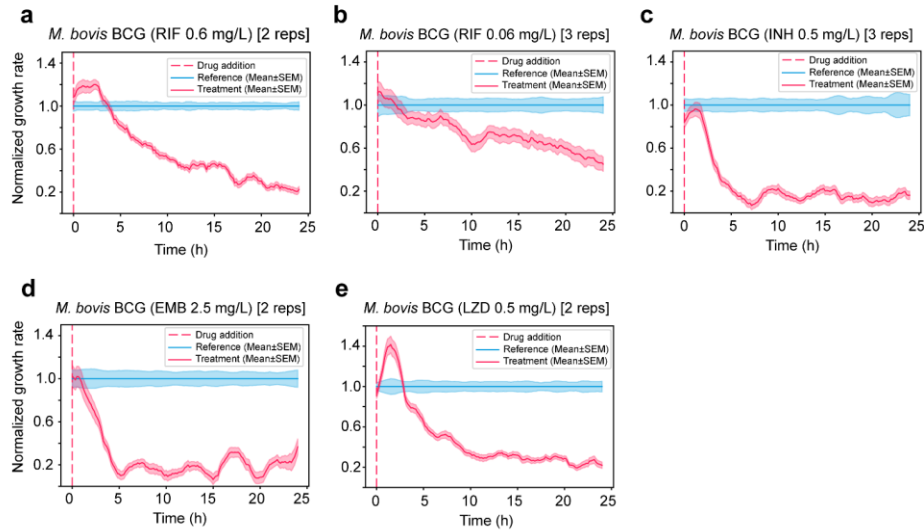 a
M. bovis BCG (RIF 0.6 mg/L) [2 reps]
Normalized growth rate
1.4
1.0
0.6
0.2
Drug addition
Reference (Mean±SEM)
Treatment (Mean±SEM)
0 5 10 15 20 25
Time (h)
b
M. bovis BCG (RIF 0.06 mg/L) [3 reps]
1.4
1.0
0.6
0.2
Drug addition
Reference (Mean±SEM)
Treatment (Mean±SEM)
0 5 10 15 20 25
Time (h)
c
M. bovis BCG (INH 0.5 mg/L) [3 reps]
1.4
1.0
0.6
0.2
Drug addition
Reference (Mean±SEM)
Treatment (Mean±SEM)
0 5 10 15 20 25
Time (h)
d
M. bovis BCG (EMB 2.5 mg/L) [2 reps]
Normalized growth rate
1.4
1.0
0.6
0.2
Drug addition
Reference (Mean±SEM)
Treatment (Mean±SEM)
0 5 10 15 20 25
Time (h)
e
M. bovis BCG (LZD 0.5 mg/L) [2 reps]
1.4
1.0
0.6
0.2
Drug addition
Reference (Mean±SEM)
Treatment (Mean±SEM)
0 5 10 15 20 25
Time (h)